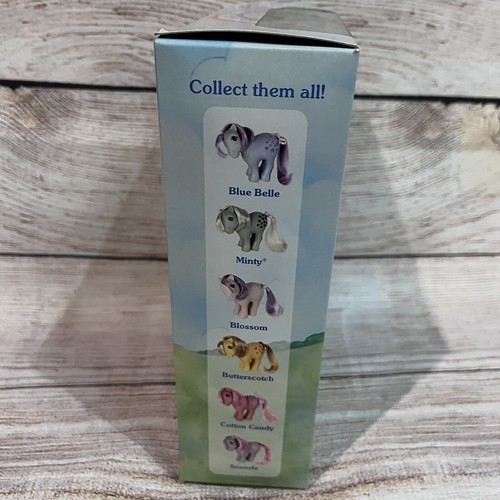 Collect them all!
Blue Belle
Minty®
Blossom
Butterscotch
Cotton Candy
Snuzzle